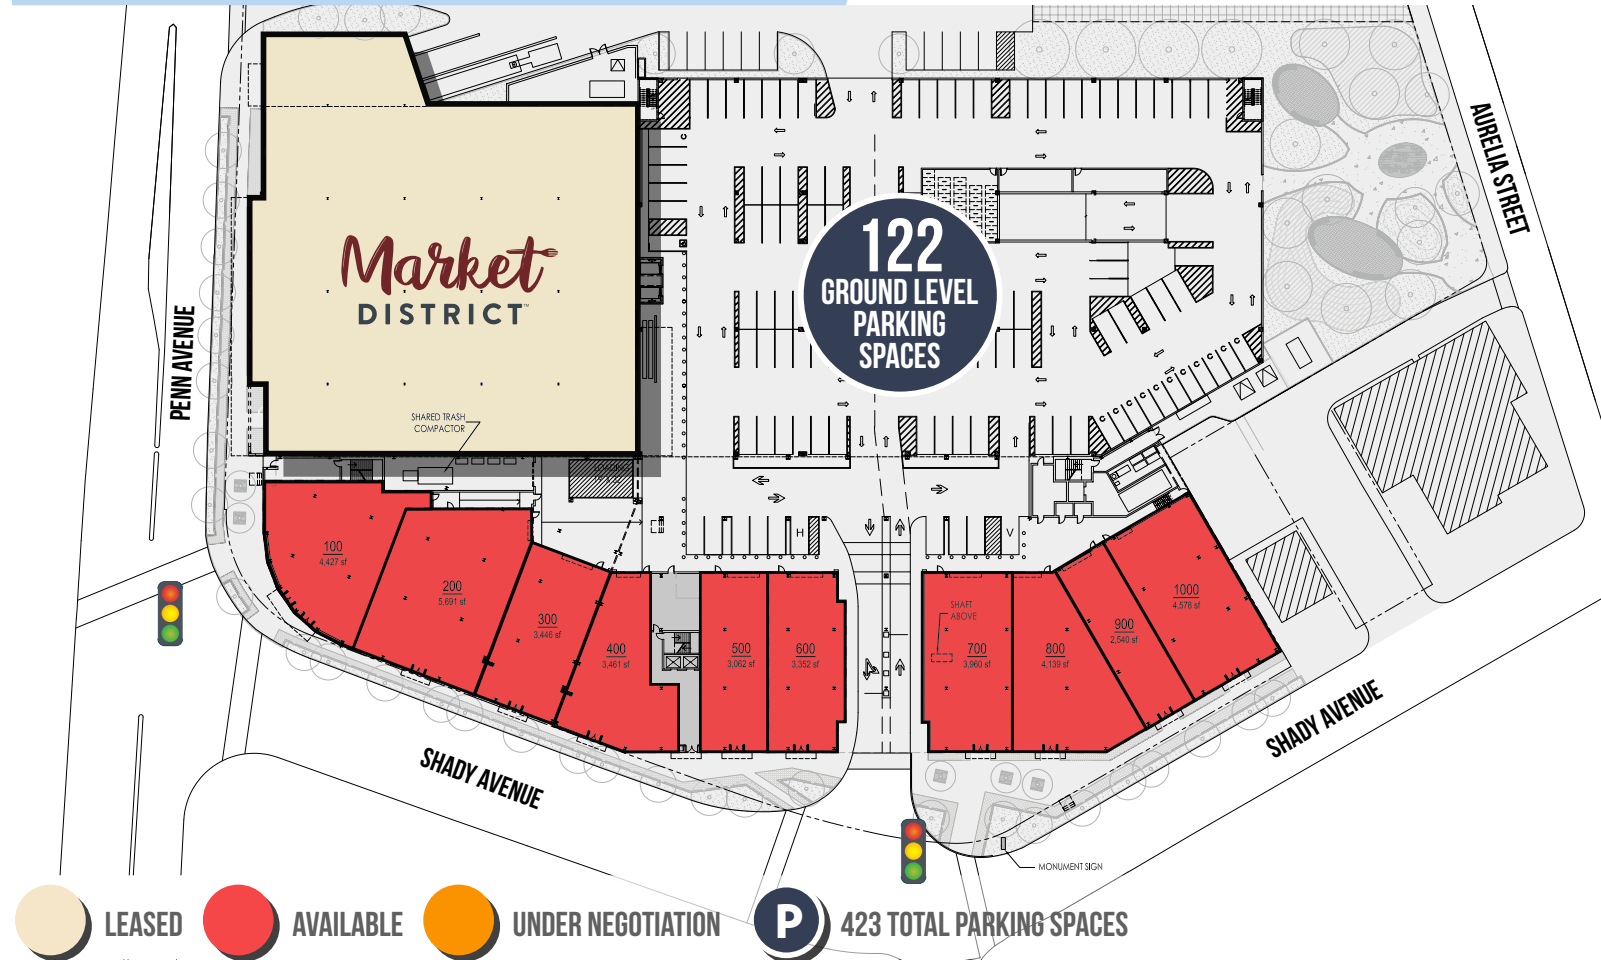 AURELIA STREET
122
GROUND LEVEL
PARKING
SPACES
Market
DISTRICT™
PENN AVENUE
SHARED TRASH
COMPACTOR
C
C
C
C
C
C
C
C
C
C
H
V
100
4,427 sf
200
5,691 sf
300
3,446 sf
400
3,461 sf
500
3,062 sf
600
3,352 sf
SHAFT
ABOVE
700
3,960 sf
800
4,139 sf
900
2,540 sf
1000
4,578 sf
SHADY AVENUE
SHADY AVENUE
MONUMENT SIGN
LEASED
AVAILABLE
UNDER NEGOTIATION
P
423 TOTAL PARKING SPACES